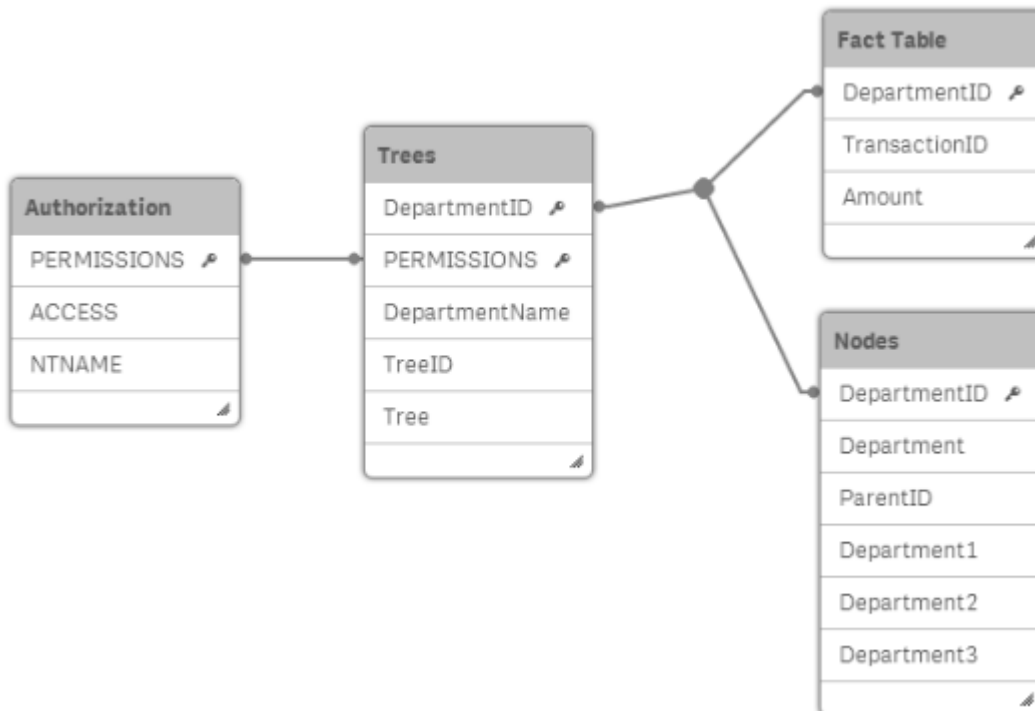 Authorization
PERMISSIONS
ACCESS
NTNAME
Trees
DepartmentID
PERMISSIONS
DepartmentName
TreeID
Tree
Fact Table
DepartmentID
TransactionID
Amount
Nodes
DepartmentID
Department
ParentID
Department1
Department2
Department3